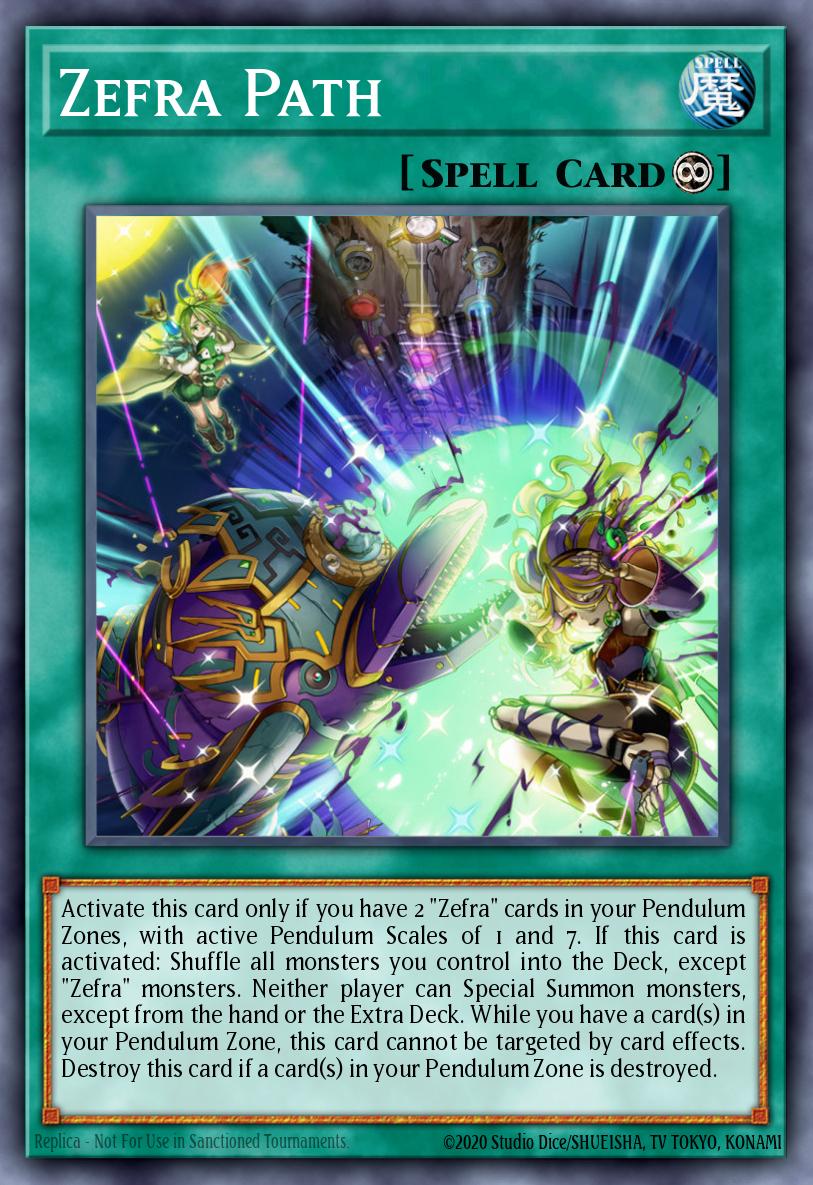 Zefra Path
SPELL
魔
[Spell Card∞]
Activate this card only if you have 2 "Zefra" cards in your Pendulum
Zones, with active Pendulum Scales of 1 and 7. If this card is
activated: Shuffle all monsters you control into the Deck, except
"Zefra" monsters. Neither player can Special Summon monsters,
except from the hand or the Extra Deck. While you have a card(s) in
your Pendulum Zone, this card cannot be targeted by card effects.
Destroy this card if a card(s) in your Pendulum Zone is destroyed.
Replica - Not For Use in Sanctioned Tournaments.
©2020 Studio Dice/SHUEISHA, TV TOKYO, KONAMI